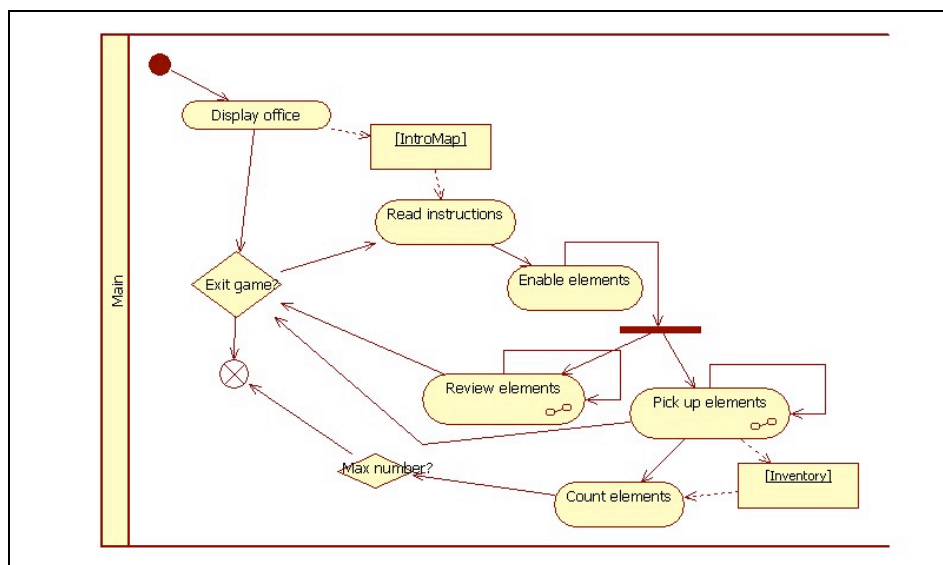 Main
Display office
[IntroMap]
Read instructions
Exit game?
Enable elements
Review elements
Pick up elements
Max number?
[Inventory]
Count elements